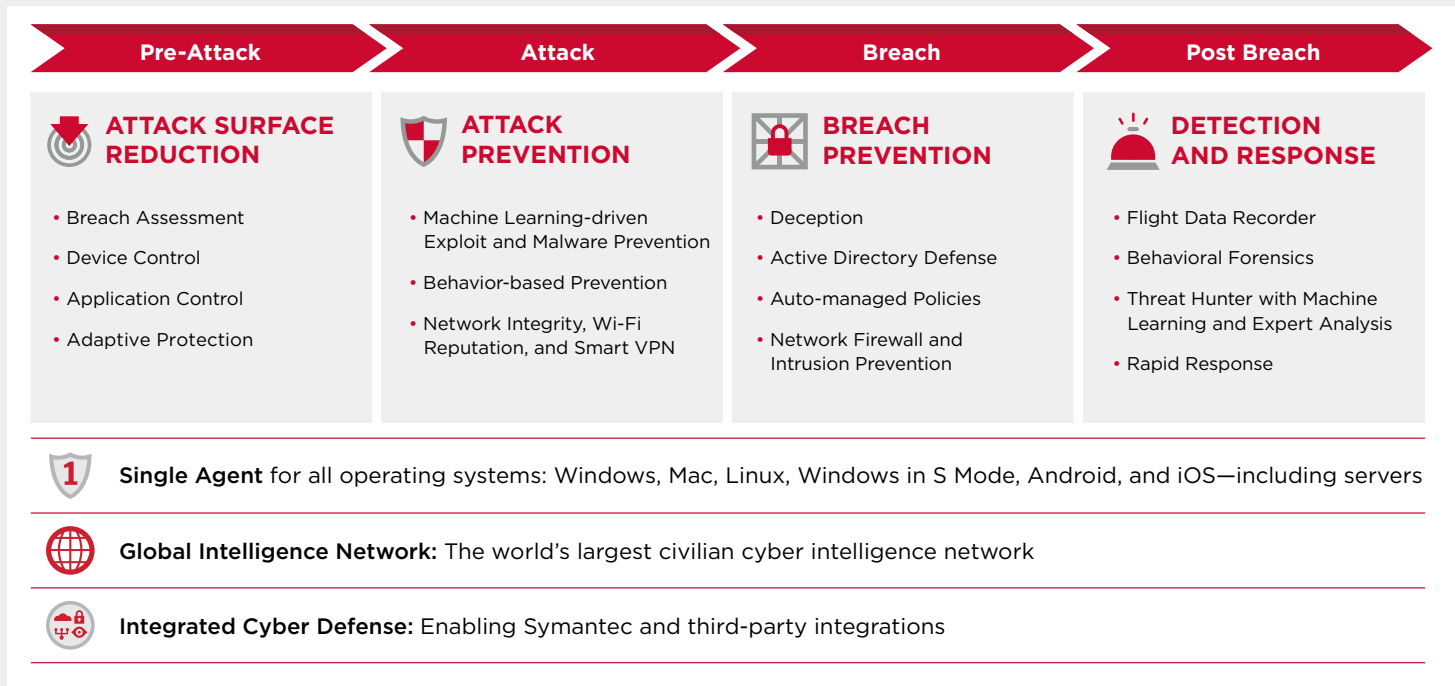 Pre-Attack
Attack
Breach
Post Breach
ATTACK SURFACE
REDUCTION
• Breach Assessment
• Device Control
• Application Control
• Adaptive Protection
ATTACK
PREVENTION
• Machine Learning-driven
Exploit and Malware Prevention
• Behavior-based Prevention
• Network Integrity, Wi-Fi
Reputation, and Smart VPN
BREACH
PREVENTION
• Deception
• Active Directory Defense
• Auto-managed Policies
• Network Firewall and
Intrusion Prevention
DETECTION
AND RESPONSE
• Flight Data Recorder
• Behavioral Forensics
• Threat Hunter with Machine
Learning and Expert Analysis
• Rapid Response
1
Single Agent for all operating systems: Windows, Mac, Linux, Windows in S Mode, Android, and iOS—including servers
Global Intelligence Network: The world’s largest civilian cyber intelligence network
Integrated Cyber Defense: Enabling Symantec and third-party integrations